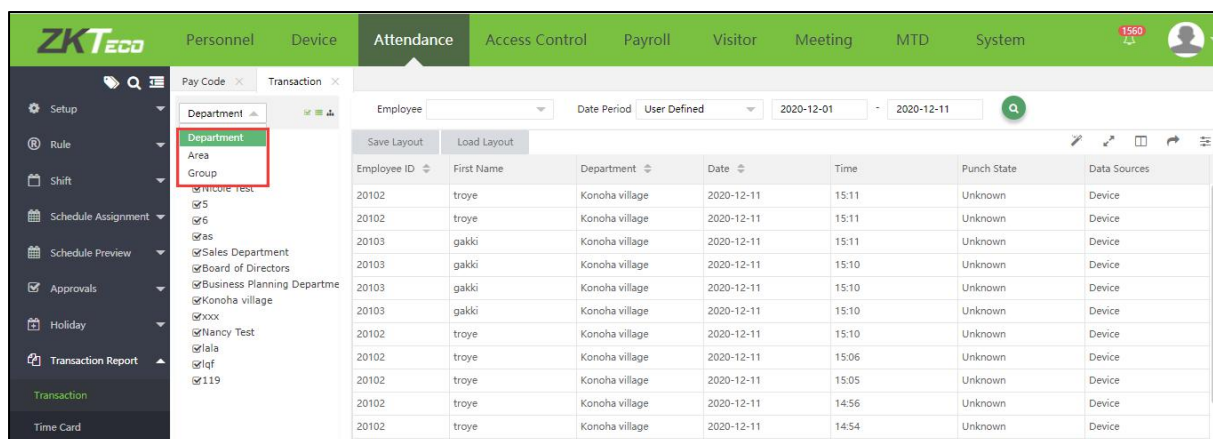 ZKTECO Personnel Device Attendance Access Control Payroll Visitor Meeting MTD System 1560
Pay Code × Transaction ×
Setup
Rule
Shift
Schedule Assignment
Schedule Preview
Approvals
Holiday
Transaction Report
Transaction
Time Card
Department
Department
Area
Group
Nicole Test
5
6
as
Sales Department
Board of Directors
Business Planning Departme
Konoha village
xxx
Nancy Test
lala
lqf
119
Employee Date Period User Defined 2020-12-01 - 2020-12-11
Save Layout Load Layout
Employee ID First Name Department Date Time Punch State Data Sources
20102 troye Konoha village 2020-12-11 15:11 Unknown Device
20102 troye Konoha village 2020-12-11 15:11 Unknown Device
20103 gakki Konoha village 2020-12-11 15:11 Unknown Device
20103 gakki Konoha village 2020-12-11 15:10 Unknown Device
20103 gakki Konoha village 2020-12-11 15:10 Unknown Device
20103 gakki Konoha village 2020-12-11 15:10 Unknown Device
20102 troye Konoha village 2020-12-11 15:10 Unknown Device
20102 troye Konoha village 2020-12-11 15:06 Unknown Device
20102 troye Konoha village 2020-12-11 15:05 Unknown Device
20102 troye Konoha village 2020-12-11 14:56 Unknown Device
20102 troye Konoha village 2020-12-11 14:54 Unknown Device